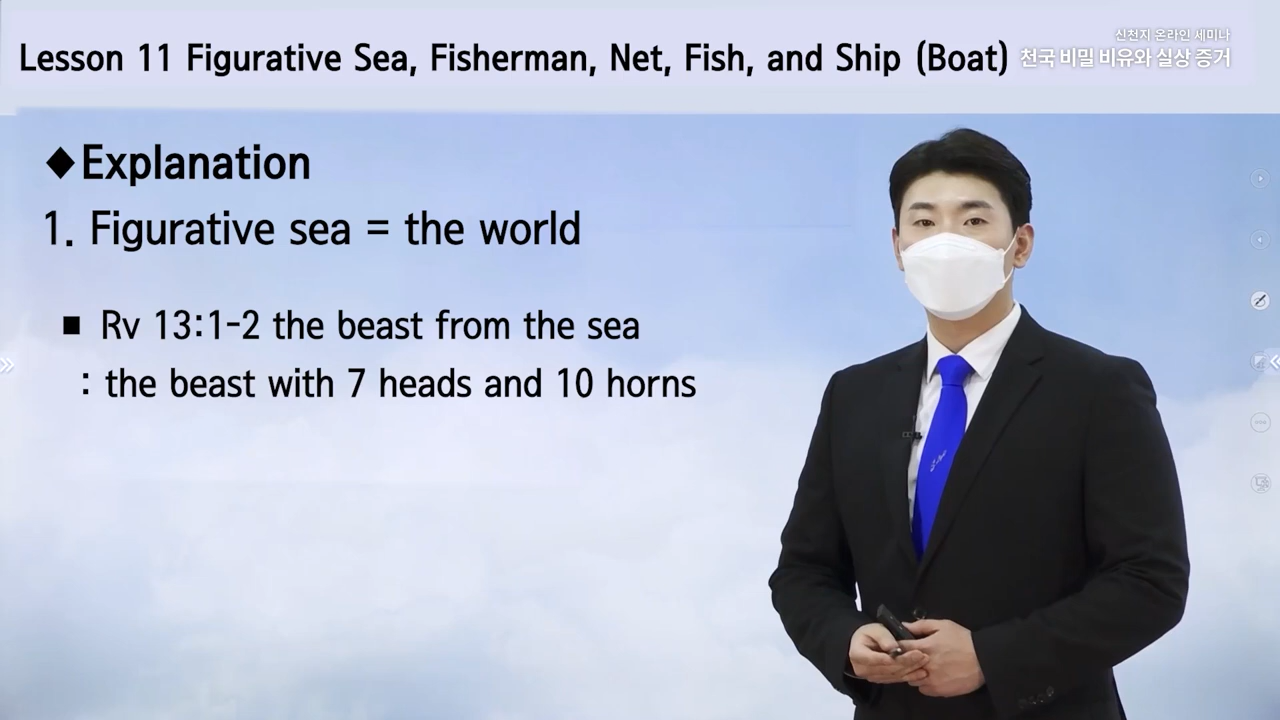 Lesson 11 Figurative Sea, Fisherman, Net, Fish, and Ship (Boat)
신천지 온라인 세미나
천국 비밀 비유와 실상 증거
◆Explanation
1. Figurative sea = the world
■ Rv 13:1-2 the beast from the sea
: the beast with 7 heads and 10 horns